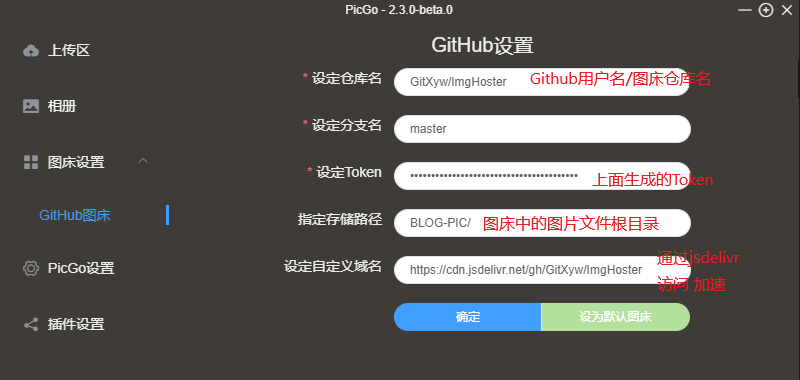 PicGo - 2.3.0-beta.0
上传区
相册
图床设置
GitHub图床
PicGo设置
插件设置
GitHub设置
* 设定仓库名 GitXyw/ImgHoster Github用户名/图床仓库名
* 设定分支名 master
* 设定Token •••••••••••••••••••••••••••••••••••••••• 上面生成的Token
指定存储路径 BLOG-PIC/ 图床中的图片文件根目录
设定自定义域名 https://cdn.jsdelivr.net/gh/GitXyw/ImgHoster 通过jsdelivr
访问 加速
确定 设为默认图床